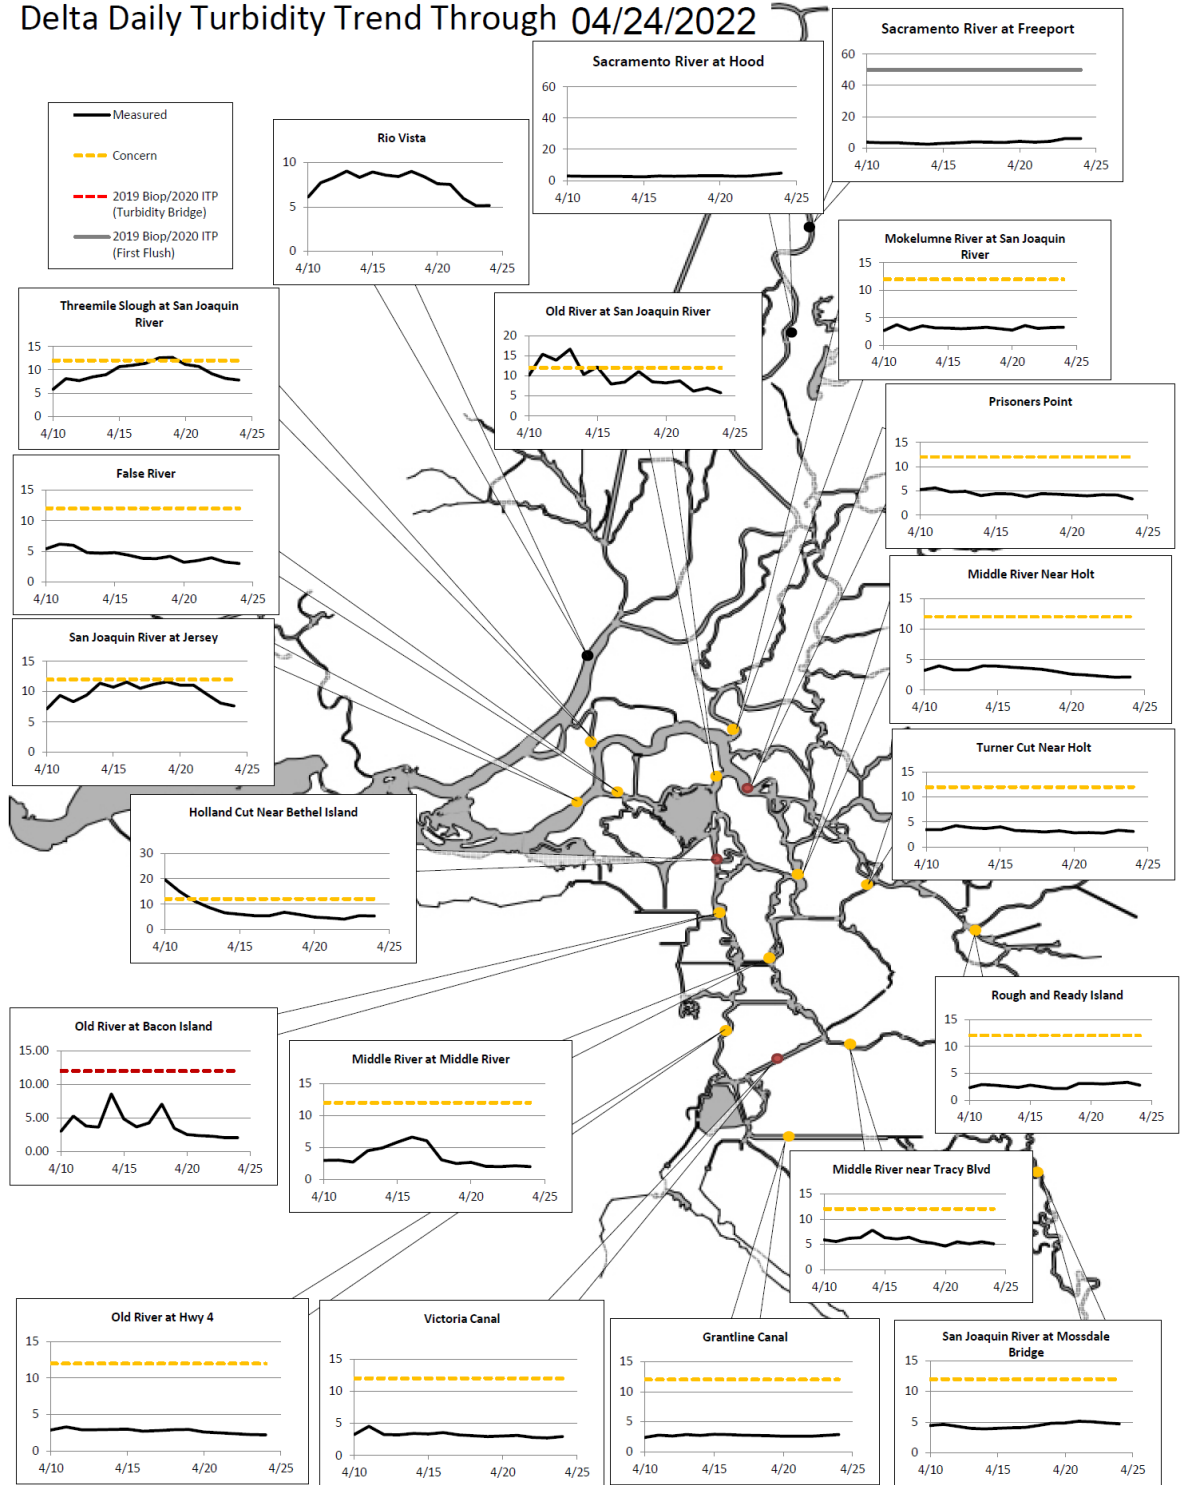 Delta Daily Turbidity Trend Through 04/24/2022
Measured
Concern
2019 Biop/2020 ITP
(Turbidity Bridge)
2019 Biop/2020 ITP
(First Flush)
Rio Vista
10
5
0
4/10 4/15 4/20 4/25
Sacramento River at Hood
60
40
20
0
4/10 4/15 4/20 4/25
Sacramento River at Freeport
60
40
20
0
4/10 4/15 4/20 4/25
Mokelumne River at San Joaquin
River
15
10
5
0
4/10 4/15 4/20 4/25
Threemile Slough at San Joaquin
River
15
10
5
0
4/10 4/15 4/20 4/25
Old River at San Joaquin River
20
15
10
5
0
4/10 4/15 4/20 4/25
Prisoners Point
15
10
5
0
4/10 4/15 4/20 4/25
False River
15
10
5
0
4/10 4/15 4/20 4/25
Middle River Near Holt
15
10
5
0
4/10 4/15 4/20 4/25
San Joaquin River at Jersey
15
10
5
0
4/10 4/15 4/20 4/25
Turner Cut Near Holt
15
10
5
0
4/10 4/15 4/20 4/25
Holland Cut Near Bethel Island
30
20
10
0
4/10 4/15 4/20 4/25
Rough and Ready Island
15
10
5
0
4/10 4/15 4/20 4/25
Old River at Bacon Island
15.00
10.00
5.00
0.00
4/10 4/15 4/20 4/25
Middle River at Middle River
15
10
5
0
4/10 4/15 4/20 4/25
Middle River near Tracy Blvd
15
10
5
0
4/10 4/15 4/20 4/25
Old River at Hwy 4
15
10
5
0
4/10 4/15 4/20 4/25
Victoria Canal
15
10
5
0
4/10 4/15 4/20 4/25
Grantline Canal
15
10
5
0
4/10 4/15 4/20 4/25
San Joaquin River at Mossdale
Bridge
15
10
5
0
4/10 4/15 4/20 4/25